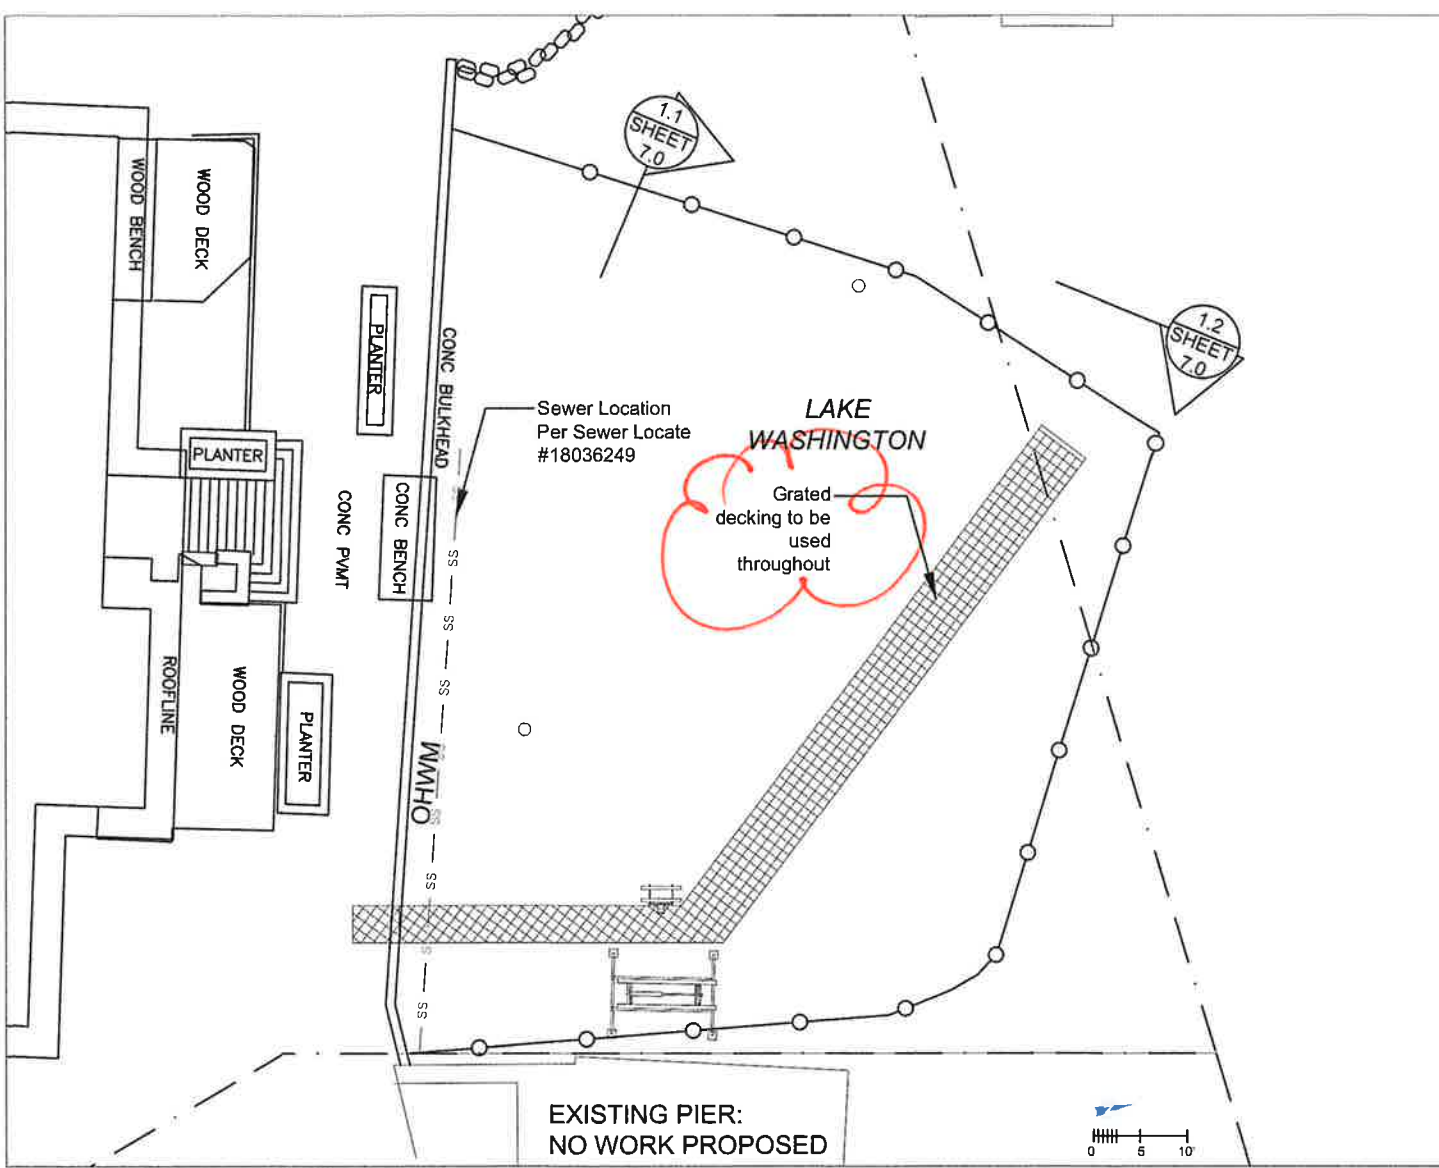 1.1
SHEET
7.0
WOOD BENCH
WOOD DECK
PLANTER
CONC BULKHEAD
1.2
SHEET
7.0
Sewer Location
Per Sewer Locate
#18036249
LAKE
WASHINGTON
PLANTER
CONC PVMT
CONC BENCH
Grated
decking to be
used
throughout
SS
SS
SS
ROOFLINE
WOOD DECK
PLANTER
OHWM
SS
SS
SS
S
SS
EXISTING PIER:
NO WORK PROPOSED
0 5 10'